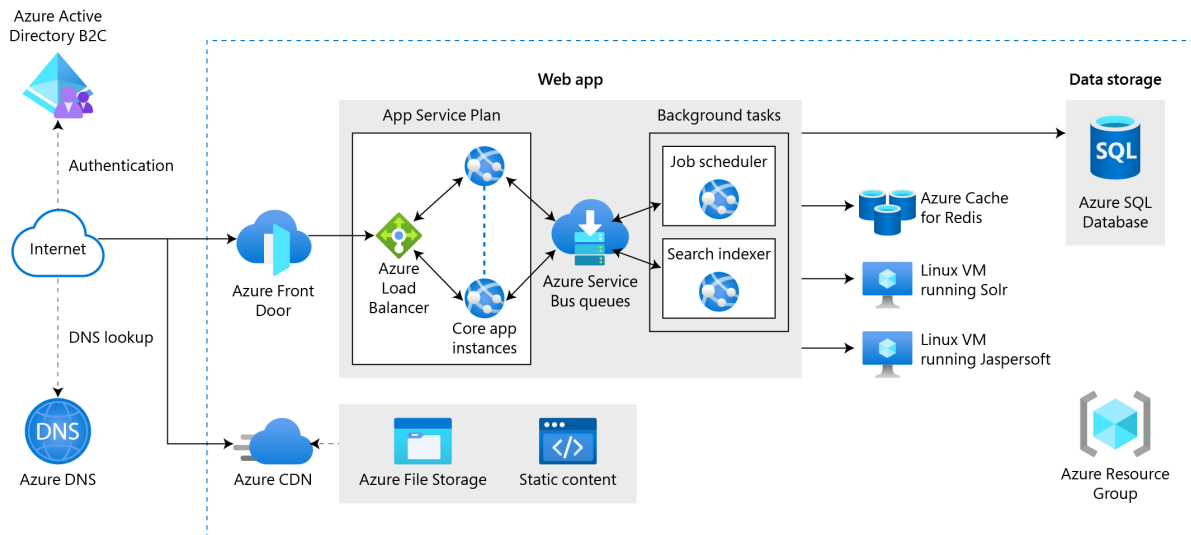 Azure Active
Directory B2C
Authentication
Internet
DNS lookup
DNS
Azure DNS
Web app
Data storage
App Service Plan
Background tasks
Job scheduler
Search indexer
Azure Front
Door
Azure
Load
Balancer
Core app
instances
Azure Service
Bus queues
SQL
Azure SQL
Database
Azure Cache
for Redis
Linux VM
running Solr
Linux VM
running Jaspersoft
Azure CDN
Azure File Storage
Static content
Azure Resource
Group